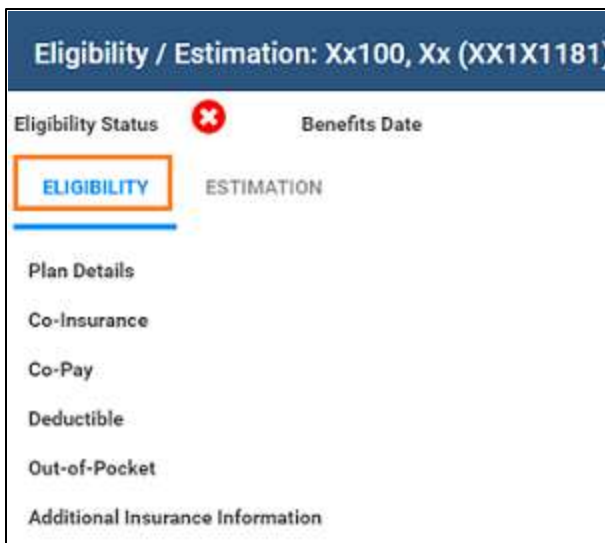 Eligibility / Estimation: Xx100, Xx (XX1X1181)
Eligibility Status Benefits Date
ELIGIBILITY ESTIMATION
Plan Details
Co-Insurance
Co-Pay
Deductible
Out-of-Pocket
Additional Insurance Information